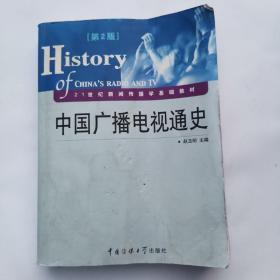 [第2版]
History
of CHINA'S RADIO AND TV
21世纪新闻传播学基础教材
中国广播电视通史
● 赵玉明 主编
中国传媒大学出版社